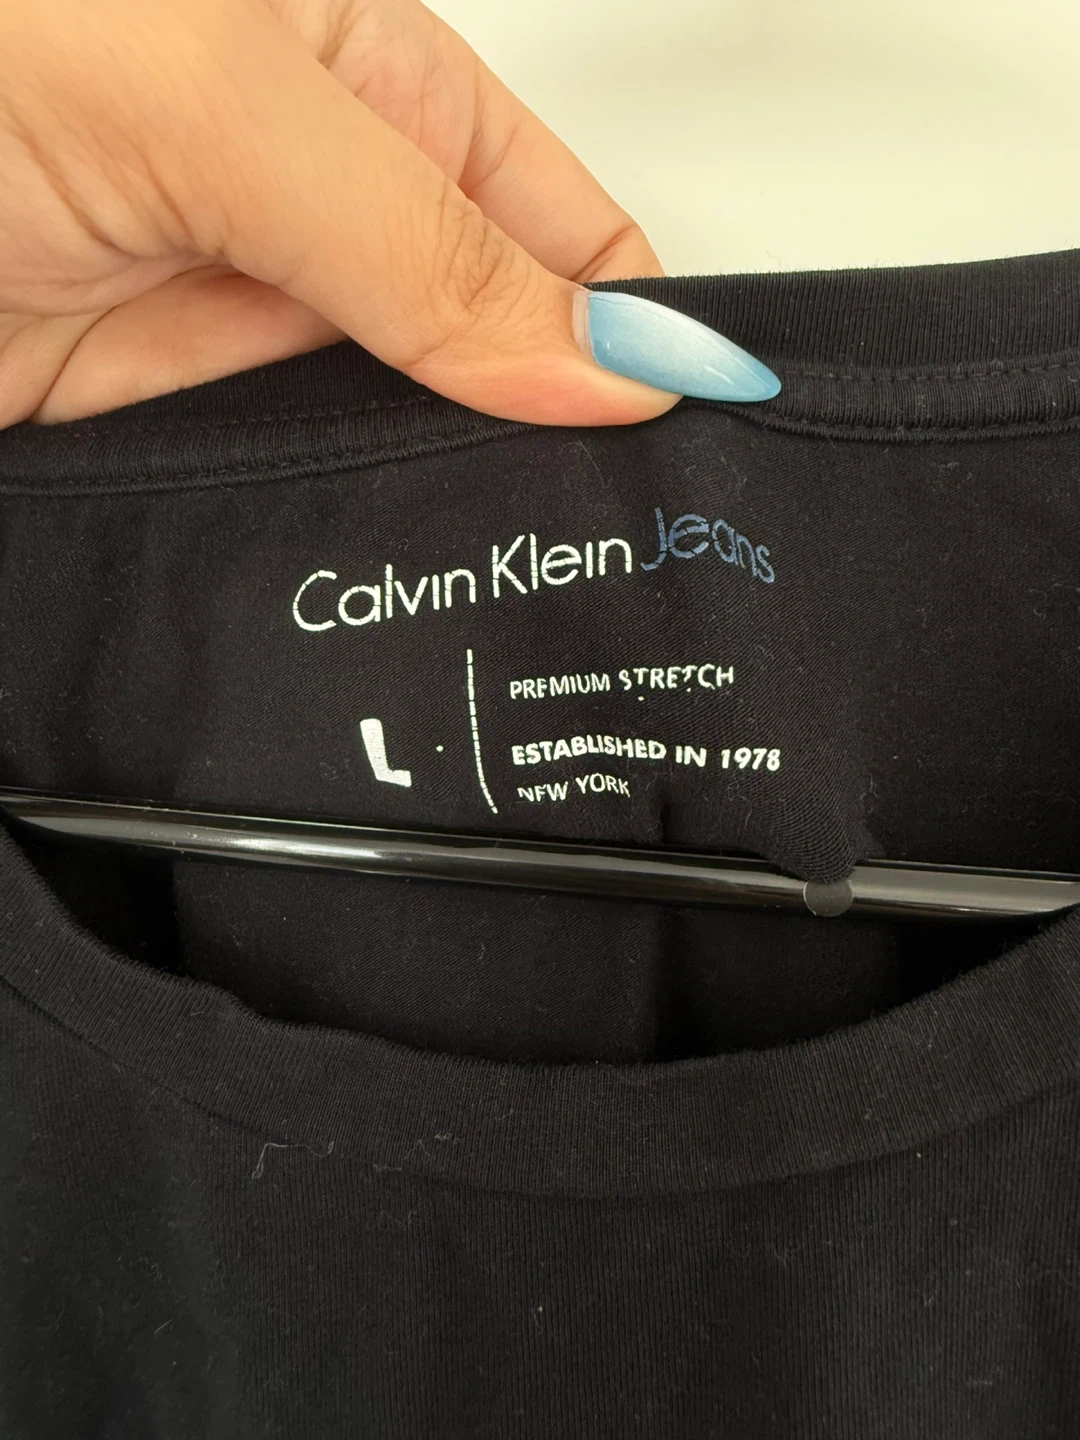 Calvin Klein Jeans
L
PREMIUM STRETCH
ESTABLISHED IN 1978
NEW YORK